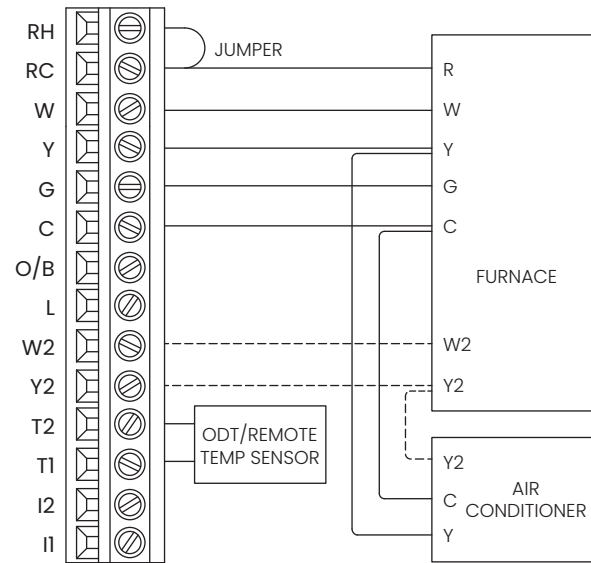 RH
JUMPER
RC
R
W
W
Y
Y
G
G
C
C
O/B
FURNACE
L
W2
W2
Y2
Y2
T2
ODT/REMOTE
TEMP SENSOR
T1
Y2
I2
C
AIR
CONDITIONER
Y
I1